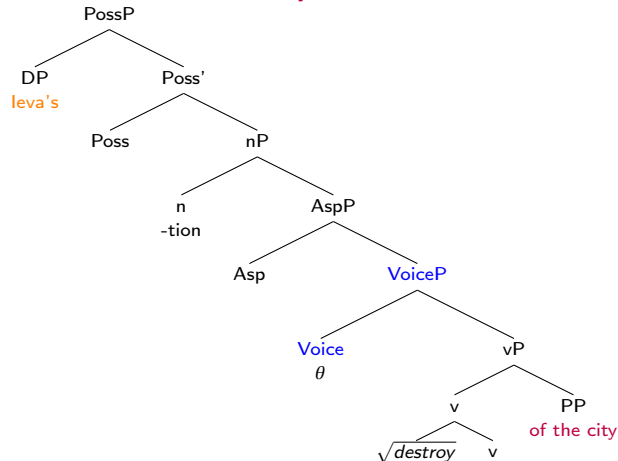 PossP
DP Poss'
Ieva's
Poss nP
n AspP
-tion
Asp VoiceP
Voice vP
θ
v PP
of the city
√destroy v